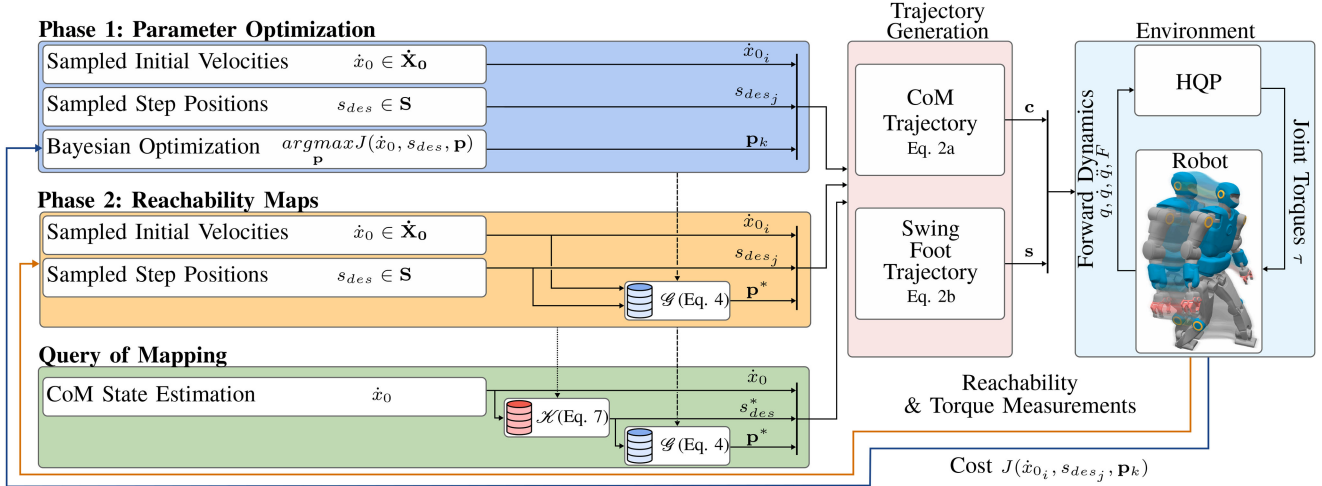 Phase 1: Parameter Optimization
Sampled Initial Velocities ẋ₀ ∈ Ẋ₀
ẋ₀ᵢ
Sampled Step Positions s_des ∈ S
s_desⱼ
Bayesian Optimization argmax J(ẋ₀, s_des, p)
p
pₖ
Phase 2: Reachability Maps
Sampled Initial Velocities ẋ₀ ∈ Ẋ₀
ẋ₀ᵢ
Sampled Step Positions s_des ∈ S
s_desⱼ
𝒢(Eq. 4)
p*
Query of Mapping
CoM State Estimation ẋ₀
ẋ₀
𝒦(Eq. 7)
s*_des
𝒢(Eq. 4)
p*
Trajectory
Generation
CoM
Trajectory
Eq. 2a
c
Swing
Foot
Trajectory
Eq. 2b
s
Environment
HQP
Forward Dynamics
q, q̇, q̈, F
Robot
Joint Torques τ
Reachability
& Torque Measurements
Cost J(ẋ₀ᵢ, s_desⱼ, pₖ)